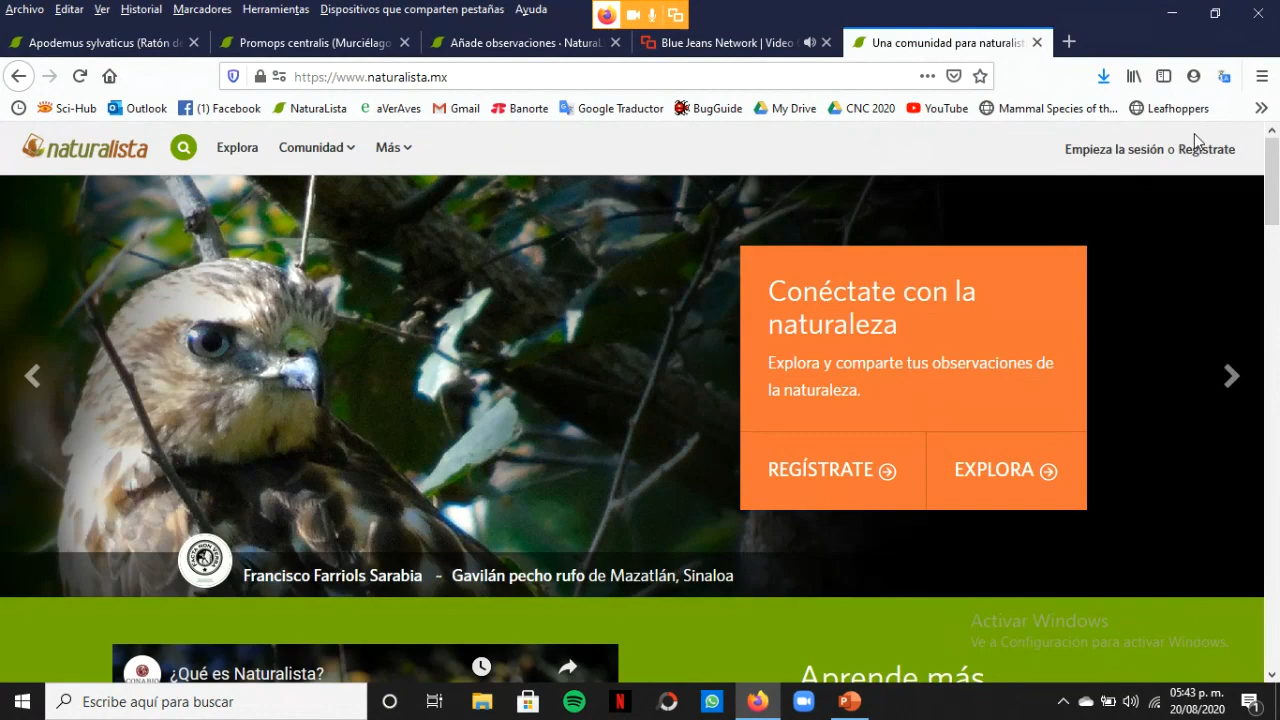 Archivo Editar Ver Historial Marcadores Herramientas Dispositivos que comparten pestañas Ayuda
Apodemus sylvaticus (Ratón de Promops centralis (Murciélago Añade observaciones · Natural Blue Jeans Network | Video Una comunidad para naturalist
https://www.naturalista.mx
Sci-Hub Outlook (1) Facebook NaturaLista aVerAves Gmail Banorte Google Traductor BugGuide My Drive CNC 2020 YouTube Mammal Species of th... Leafhoppers
naturalista Explora Comunidad Más Empieza la sesión o Regístrate
Conéctate con la
naturaleza
Explora y comparte tus observaciones de
la naturaleza.
REGÍSTRATE EXPLORA
Francisco Farriols Sarabia - Gavilán pecho rufo de Mazatlán, Sinaloa
Activar Windows
Ve a Configuración para activar Windows.
¿Qué es Naturalista?
Aprende más
Escribe aquí para buscar
05:43 p. m.
20/08/2020